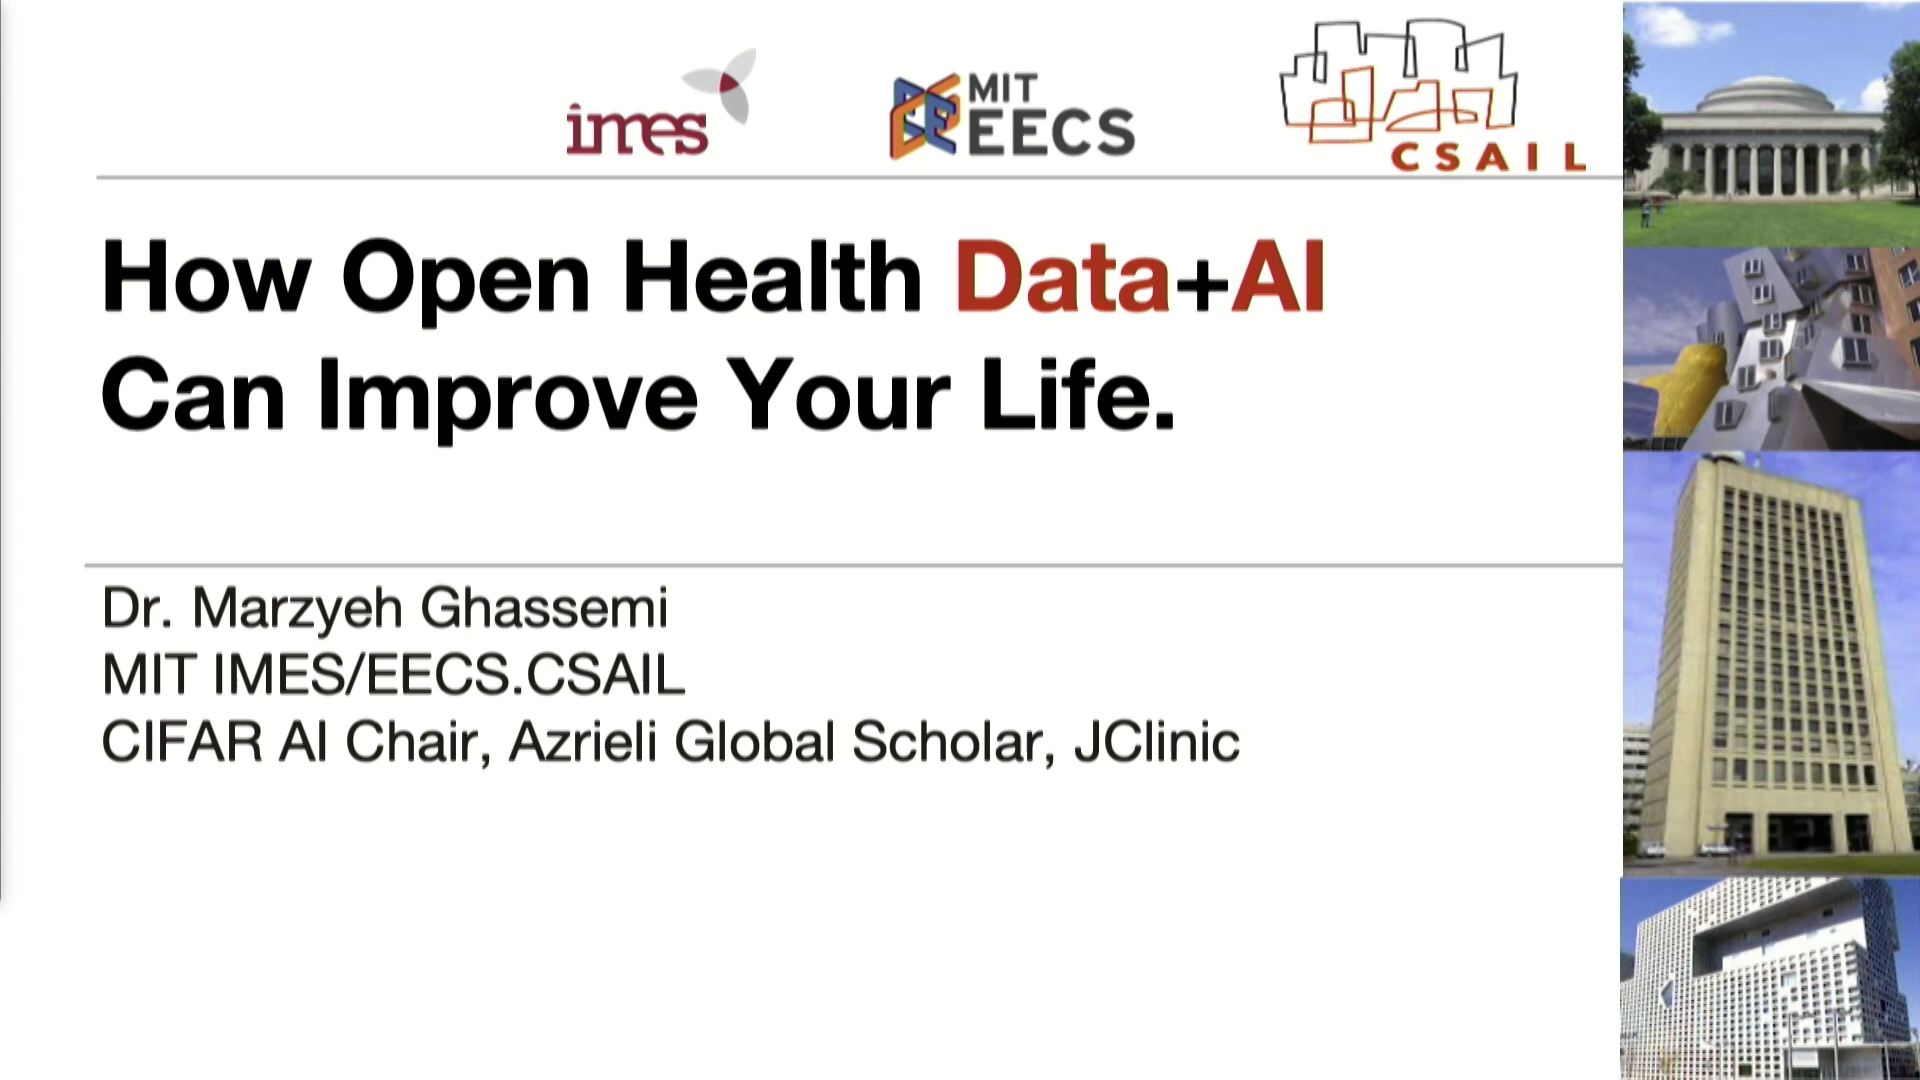 imes
MIT
EECS
CSAIL
How Open Health Data+AI
Can Improve Your Life.
Dr. Marzyeh Ghassemi
MIT IMES/EECS.CSAIL
CIFAR AI Chair, Azrieli Global Scholar, JClinic